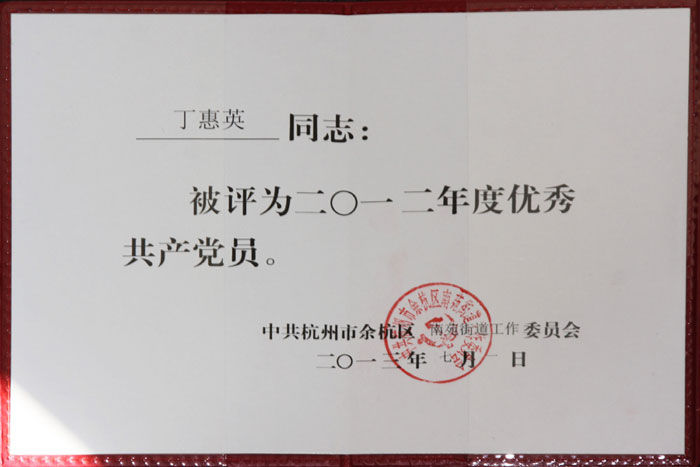 丁惠英 同志：
被评为二〇一二年度优秀
共产党员。
中共杭州市余杭区 南苑街道工作 委员会
二〇一三年七月一日